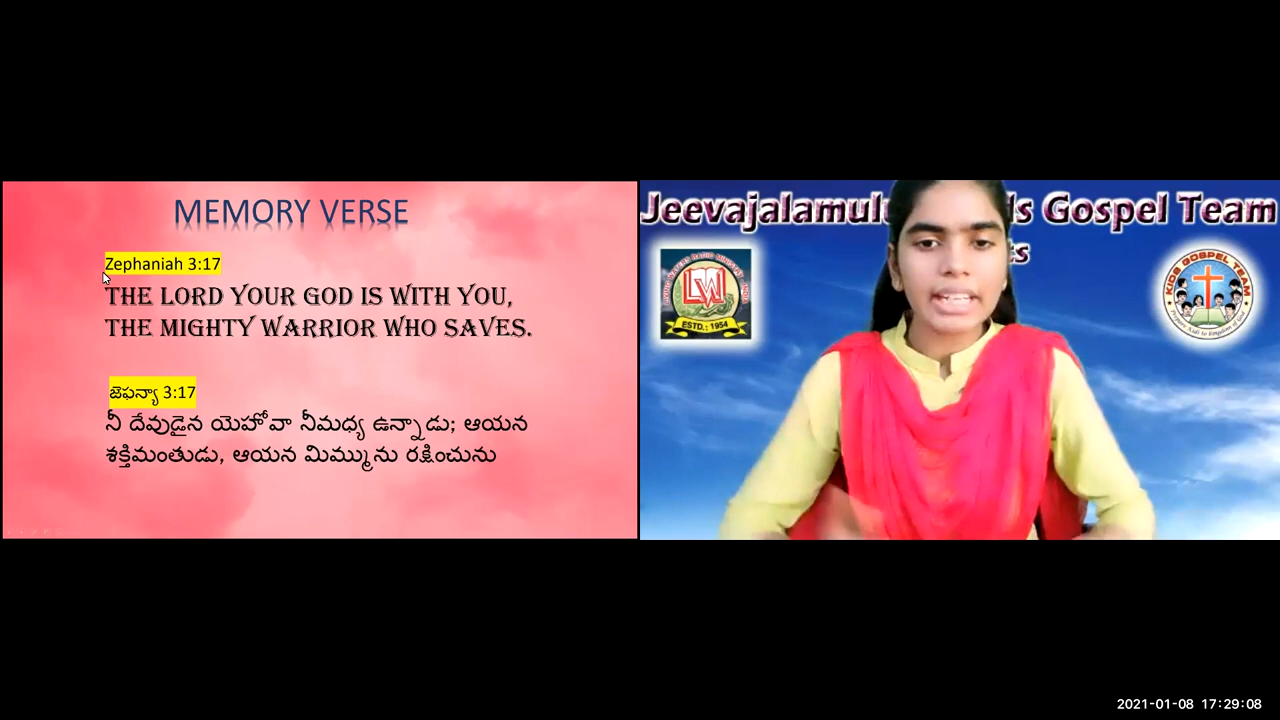 MEMORY VERSE
Zephaniah 3:17
THE LORD YOUR GOD IS WITH YOU,
THE MIGHTY WARRIOR WHO SAVES.
జెఫన్యా 3:17
నీ దేవుడైన యెహోవా నీమధ్య ఉన్నాడు; ఆయన
శక్తిమంతుడు, ఆయన మిమ్మును రక్షించును
Gospel Team
LW
ESTD.: 1954
KIDS GOSPEL TEAM
2021-01-08 17:29:08